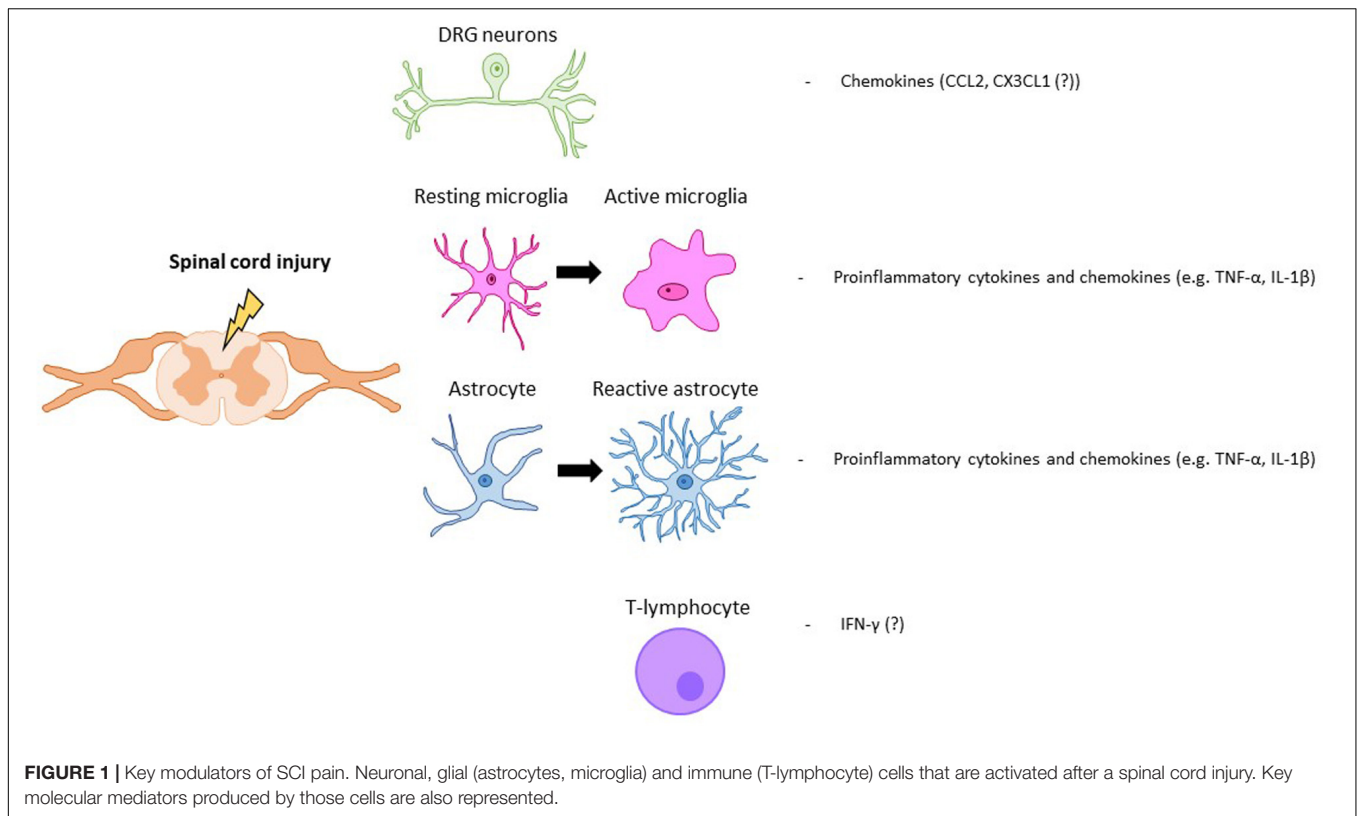 DRG neurons
- Chemokines (CCL2, CX3CL1 (?))
Resting microglia
Active microglia
- Proinflammatory cytokines and chemokines (e.g. TNF-α, IL-1β)
Spinal cord injury
Astrocyte
Reactive astrocyte
- Proinflammatory cytokines and chemokines (e.g. TNF-α, IL-1β)
T-lymphocyte
- IFN-γ (?)
FIGURE 1 | Key modulators of SCI pain. Neuronal, glial (astrocytes, microglia) and immune (T-lymphocyte) cells that are activated after a spinal cord injury. Key
molecular mediators produced by those cells are also represented.